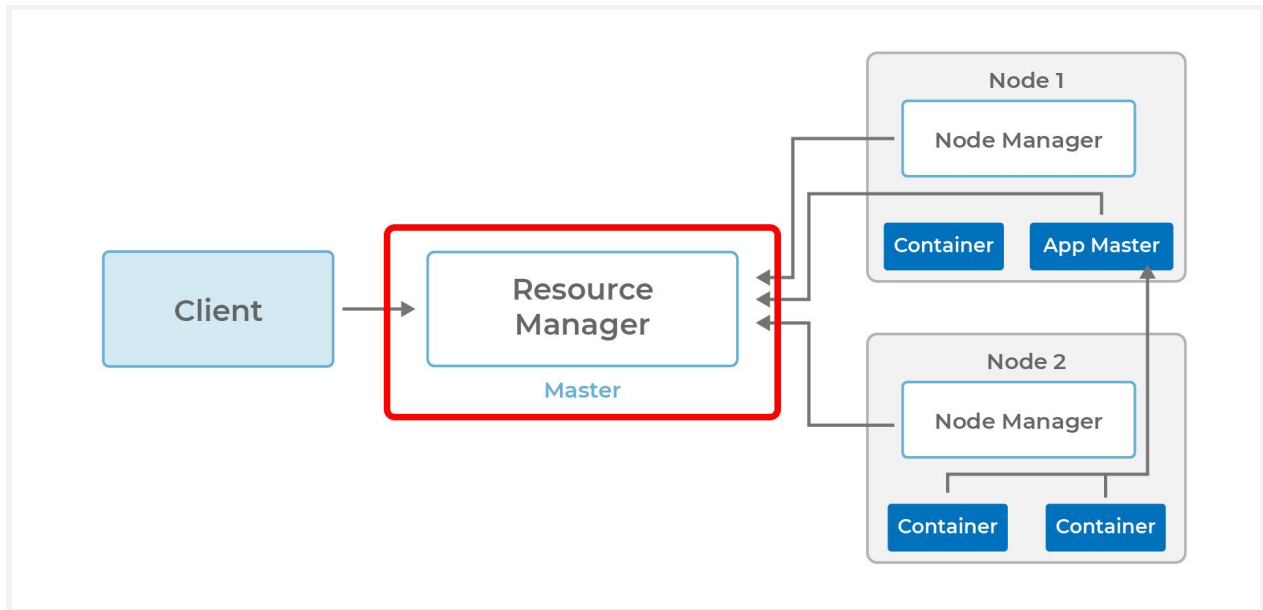 Client
Resource
Manager
Master
Node 1
Node Manager
Container
App Master
Node 2
Node Manager
Container
Container